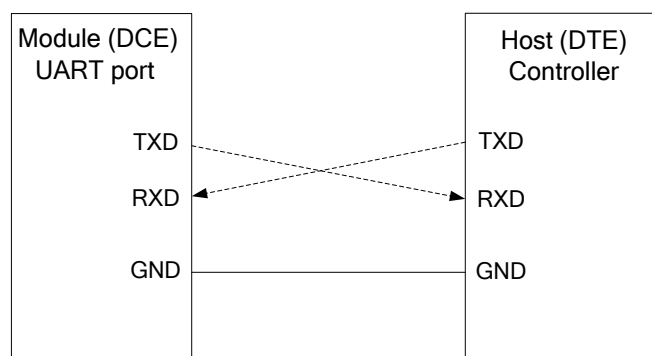 Module (DCE)
UART port
TXD
RXD
GND
Host (DTE)
Controller
TXD
RXD
GND